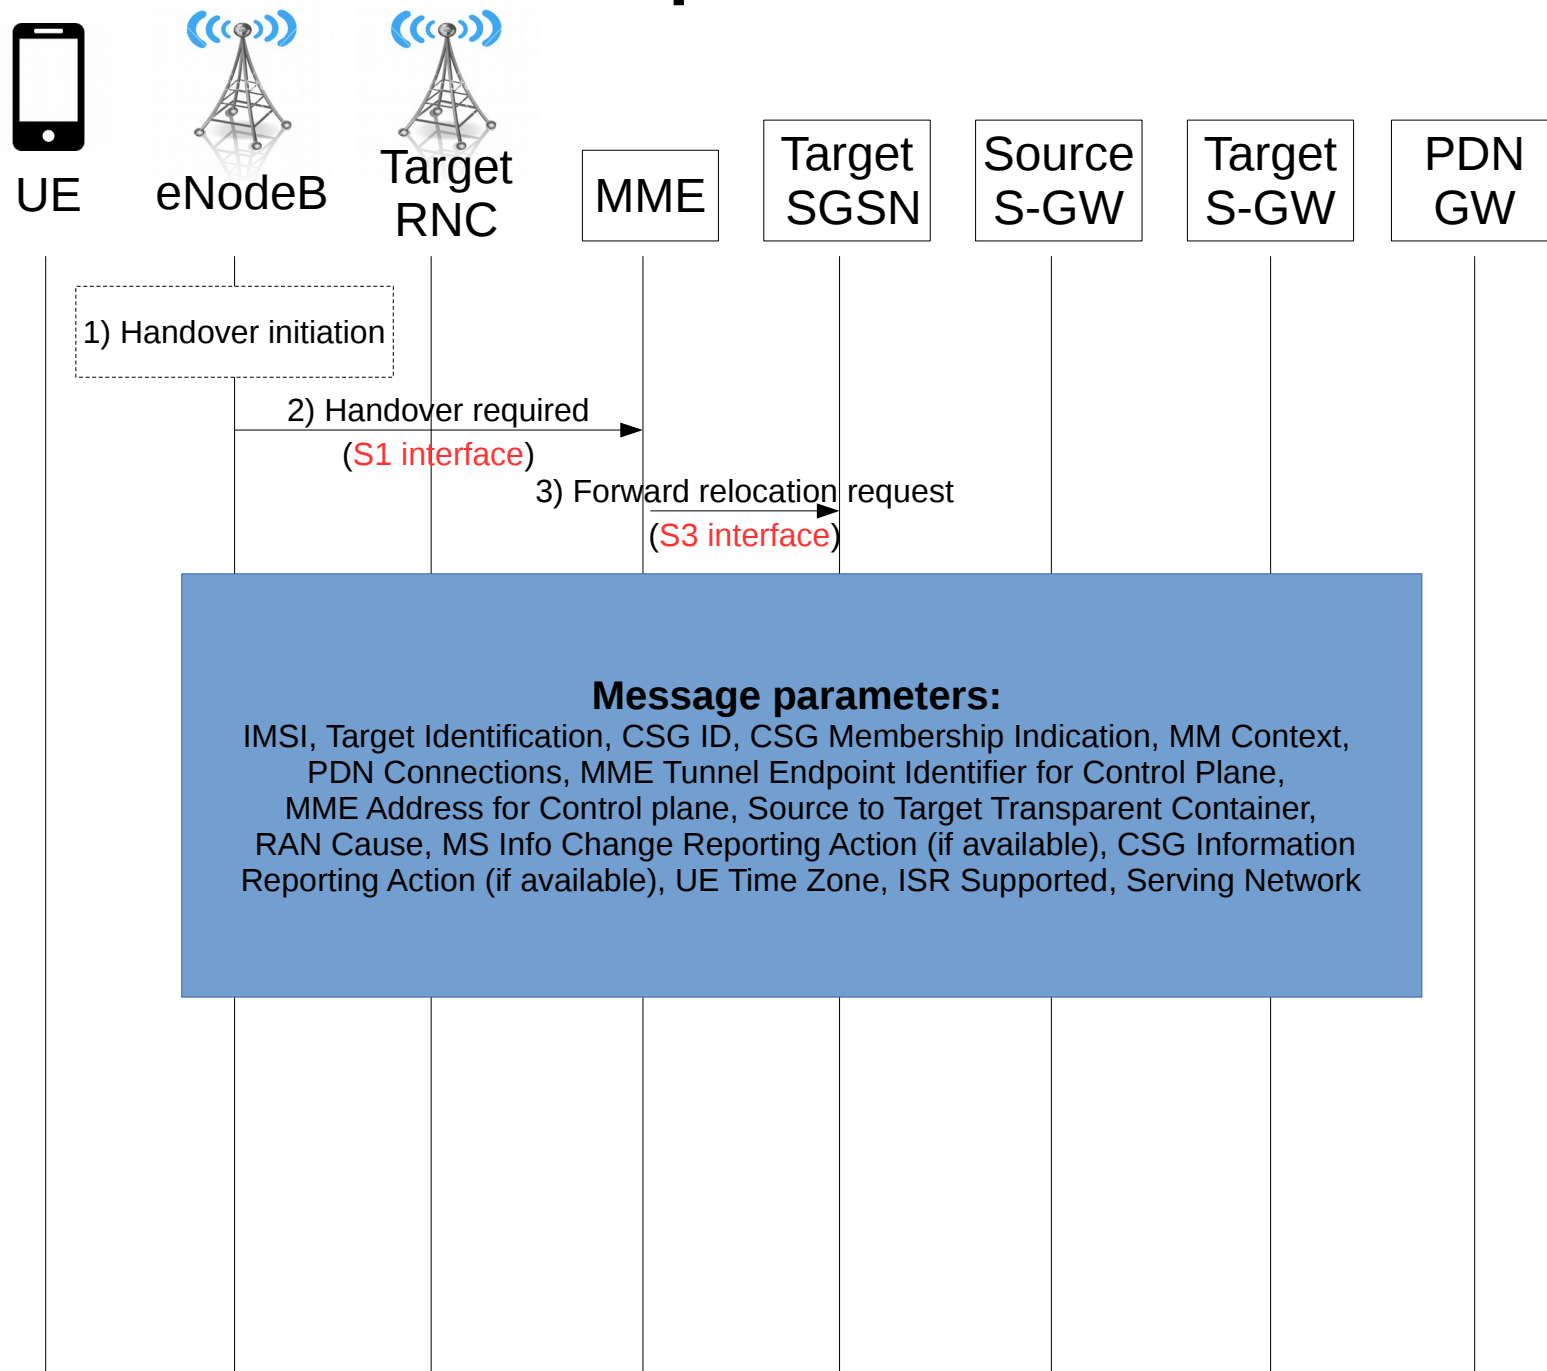 UE
eNodeB
Target
RNC
MME
Target
SGSN
Source
S-GW
Target
S-GW
PDN
GW
1) Handover initiation
2) Handover required
(S1 interface)
3) Forward relocation request
(S3 interface)
Message parameters:
IMSI, Target Identification, CSG ID, CSG Membership Indication, MM Context,
PDN Connections, MME Tunnel Endpoint Identifier for Control Plane,
MME Address for Control plane, Source to Target Transparent Container,
RAN Cause, MS Info Change Reporting Action (if available), CSG Information
Reporting Action (if available), UE Time Zone, ISR Supported, Serving Network